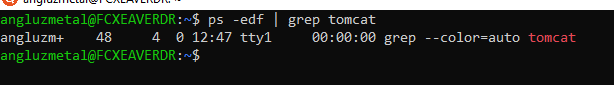 angluzmetal@FCXEAVERDR:~$ ps -edf | grep tomcat
angluzm+    48     4  0 12:47 tty1     00:00:00 grep --color=auto tomcat
angluzmetal@FCXEAVERDR:~$